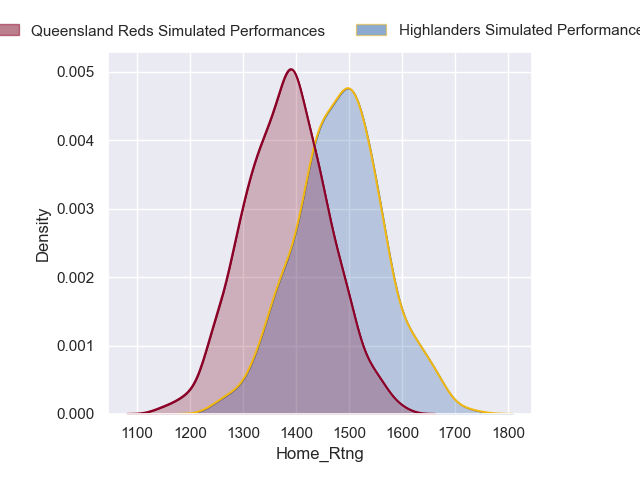 Queensland Reds Simulated Performances
Highlanders Simulated Performance
0.005
0.004
0.003
0.002
0.001
0.000
Density
1100 1200 1300 1400 1500 1600 1700 1800
Home_Rtng